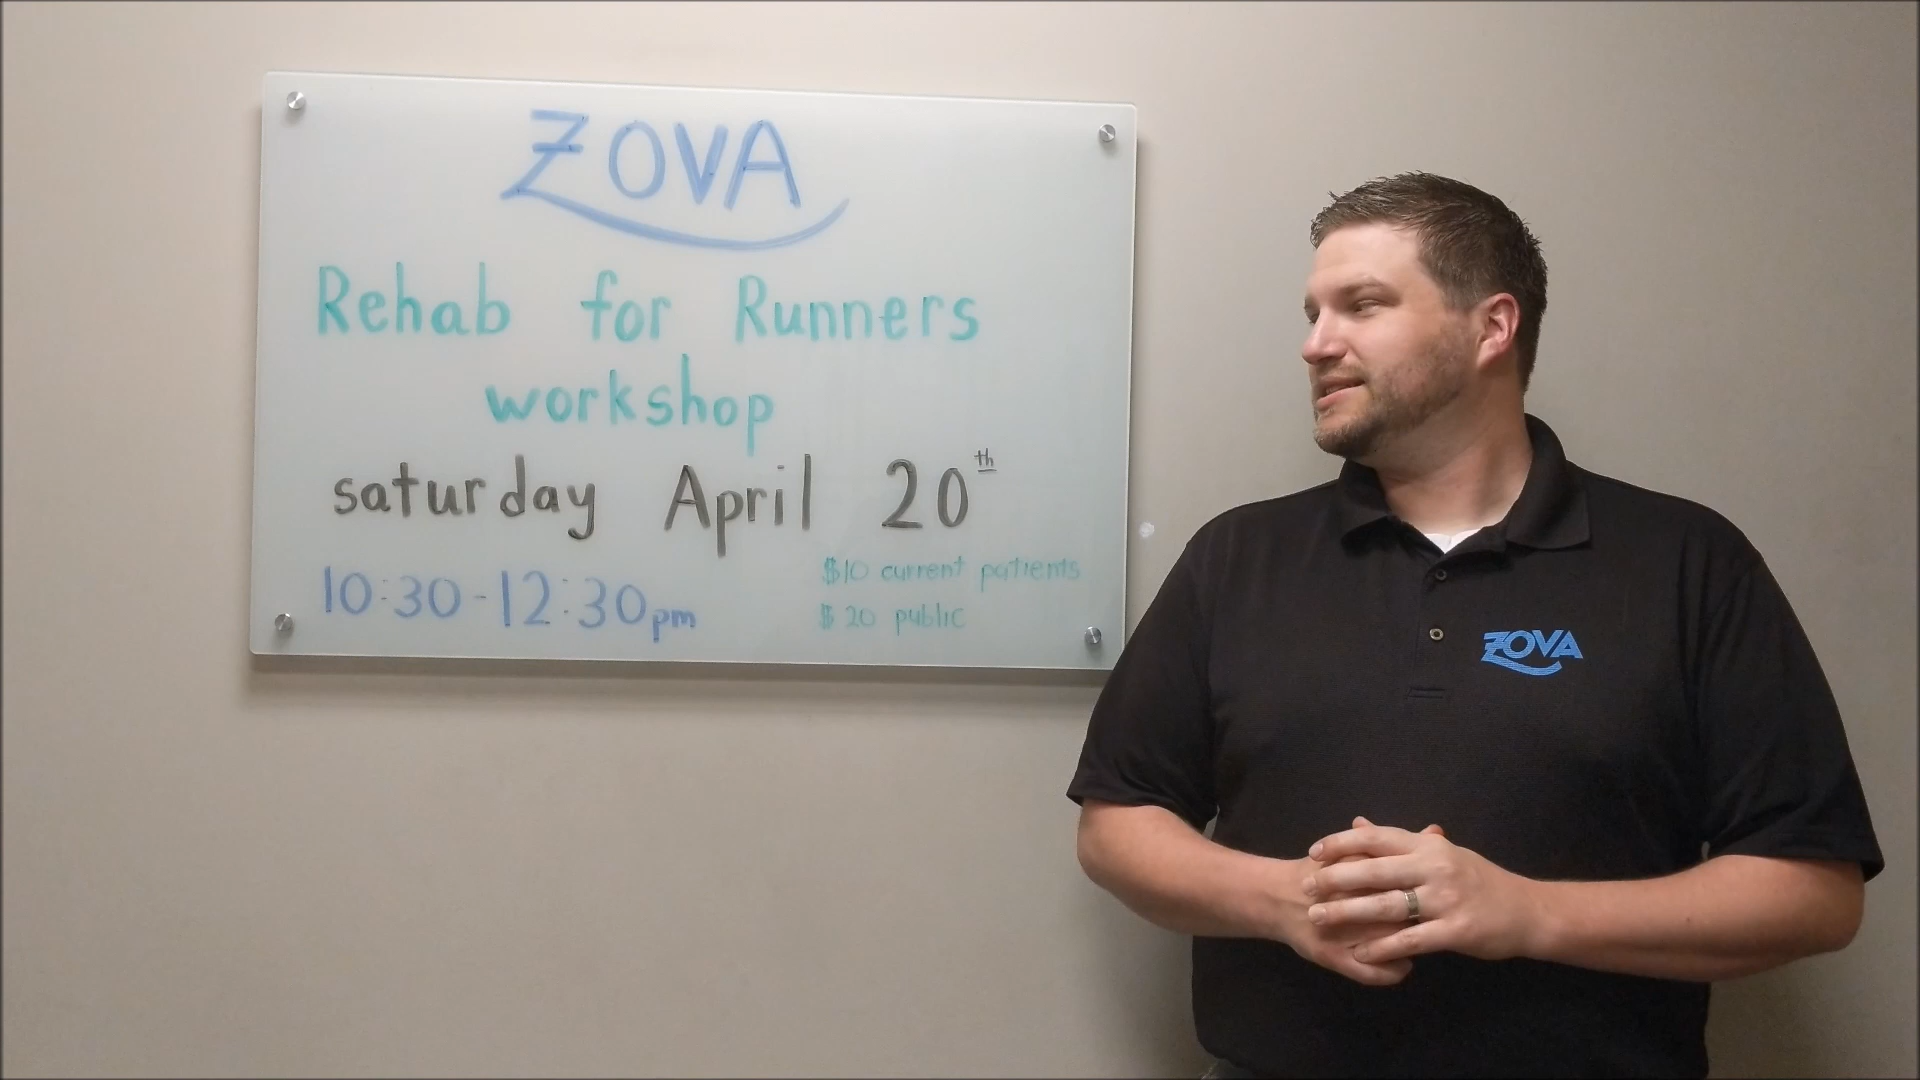 ZOVA
Rehab for Runners
workshop
saturday April 20th
10:30-12:30pm
$10 current patients
$20 public
ZOVA